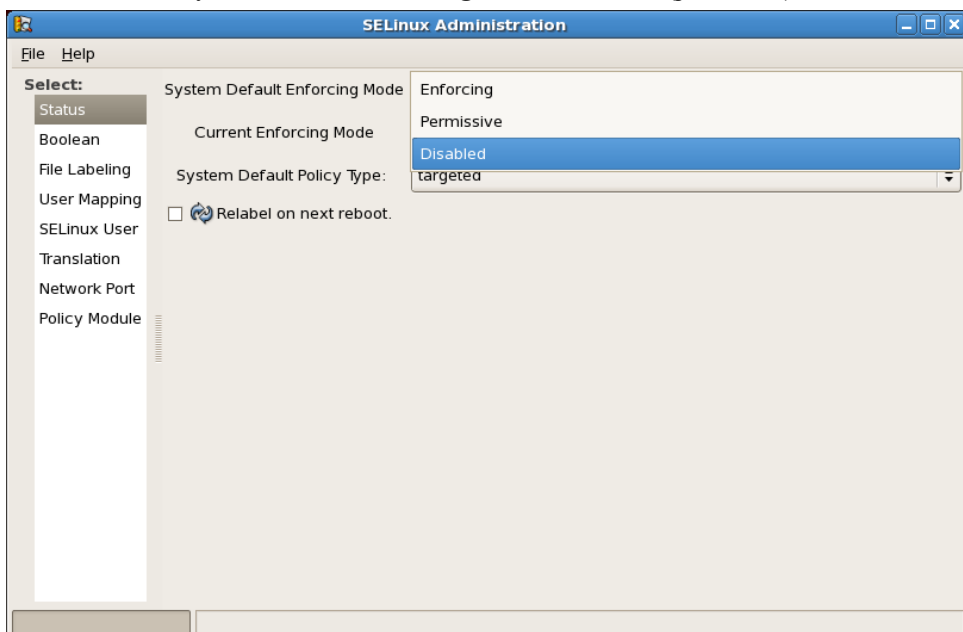 SELinux Administration
File Help
Select:
Status
Boolean
File Labeling
User Mapping
SELinux User
Translation
Network Port
Policy Module
System Default Enforcing Mode
Enforcing
Permissive
Disabled
Current Enforcing Mode
System Default Policy Type: targeted
Relabel on next reboot.